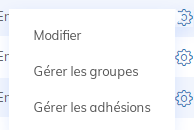 Modifier
Gérer les groupes
Gérer les adhésions